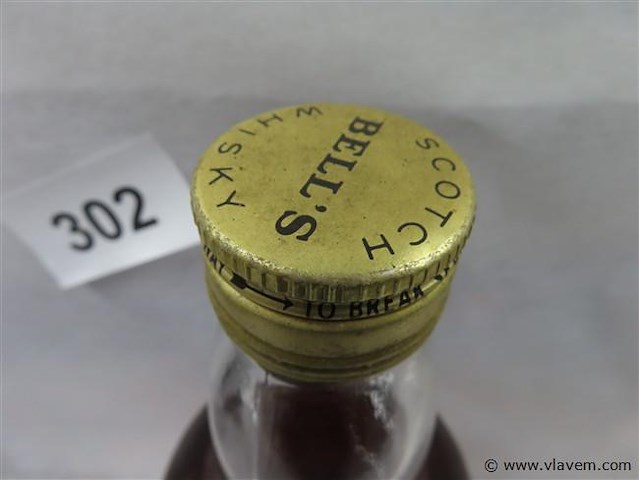 302
SCOTCH
BELL'S
WHISKY
TO BREAK
© www.vlavem.com